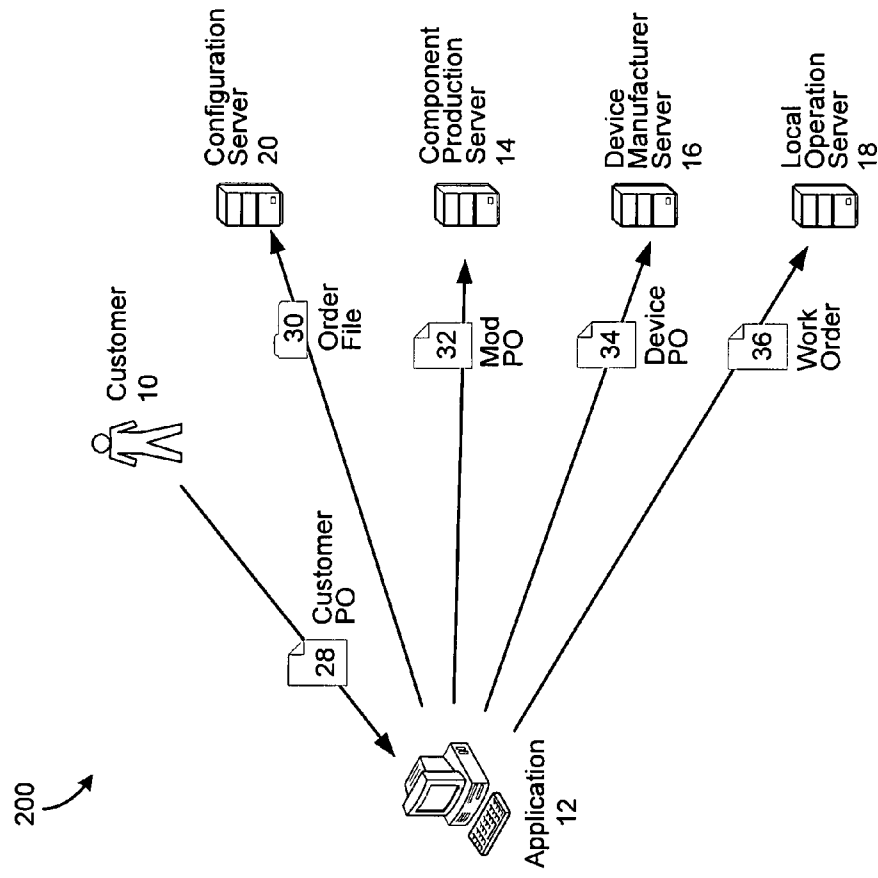 200
Customer
10
Customer
PO
28
Application
12
30
Order
File
Configuration
Server
20
32
Mod
PO
Component
Production
Server
14
34
Device
PO
Device
Manufacturer
Server
16
36
Work
Order
Local
Operation
Server
18